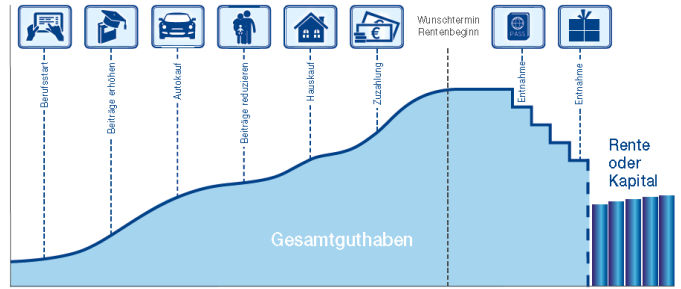 Wunschtermin
Rentenbeginn
PASS
Berufsstart
Beiträge erhöhen
Autokauf
Beiträge reduzieren
Hauskauf
Zuzahlung
Entnahme
Entnahme
Rente
oder
Kapital
Gesamtguthaben